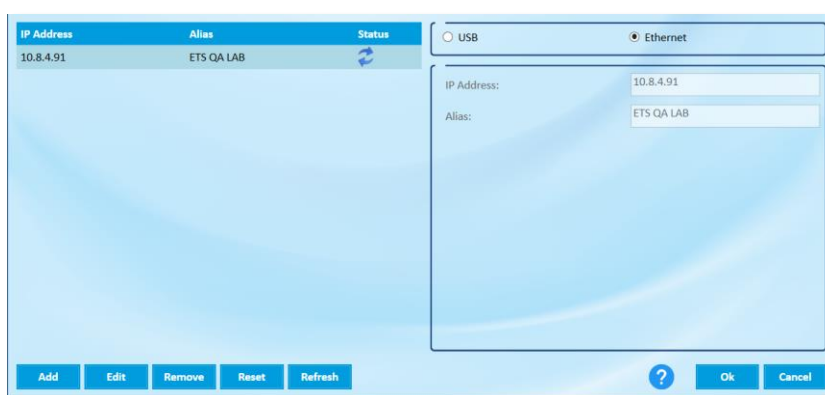 IP Address Alias Status
10.8.4.91 ETS QA LAB
USB Ethernet
IP Address: 10.8.4.91
Alias: ETS QA LAB
Add Edit Remove Reset Refresh ? Ok Cancel